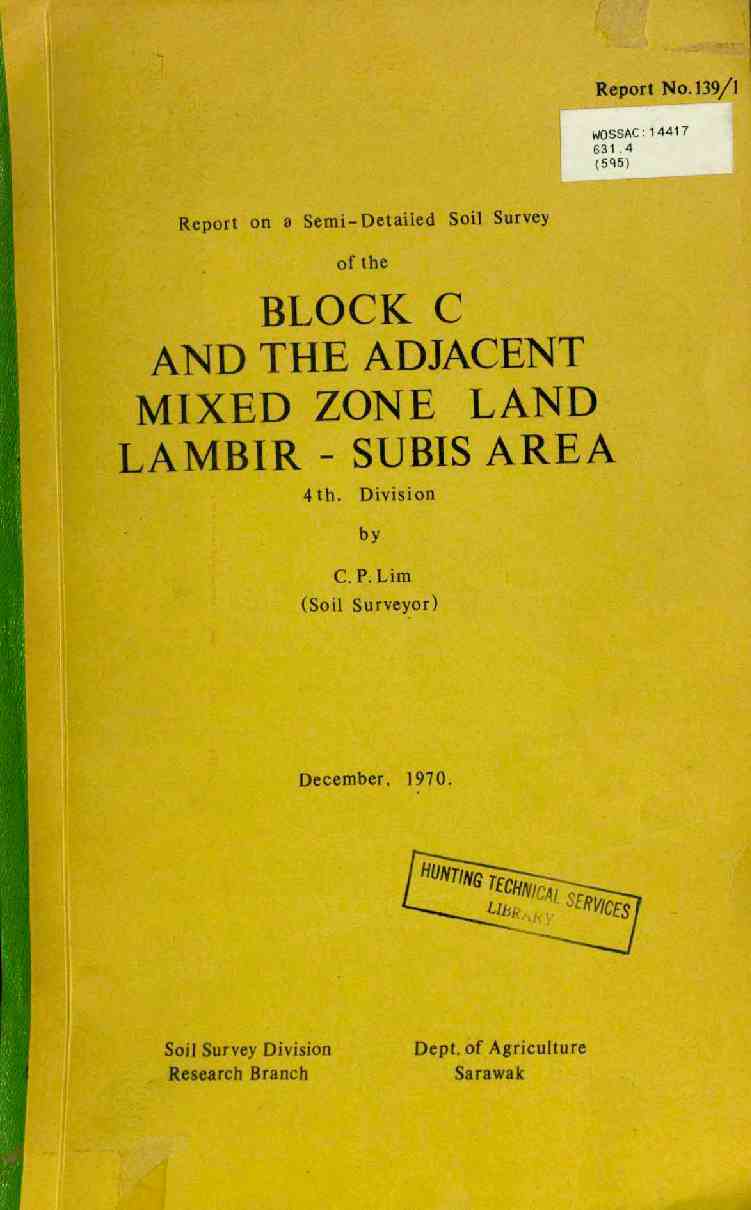 Report No.139/1
WOSSAC:14417
631.4
(595)
Report on a Semi-Detailed Soil Survey
of the
BLOCK C
AND THE ADJACENT
MIXED ZONE LAND
LAMBIR - SUBIS AREA
4th. Division
by
C.P.Lim
(Soil Surveyor)
December, 1970.
HUNTING TECHNICAL SERVICES
LIBRARY
Soil Survey Division
Research Branch
Dept. of Agriculture
Sarawak